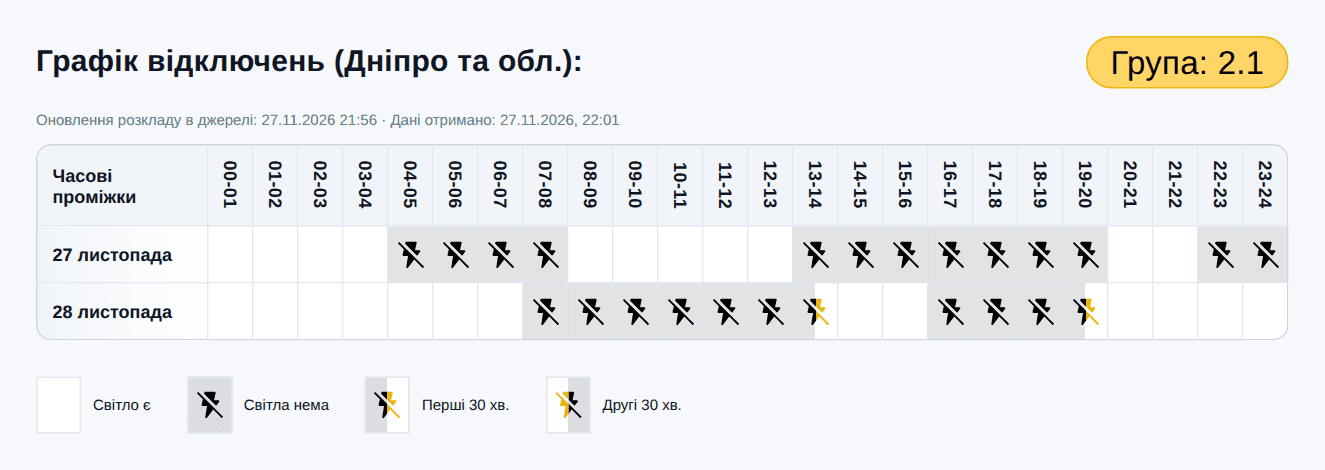 Графік відключень (Дніпро та обл.):
Група: 2.1
Оновлення розкладу в джерелі: 27.11.2026 21:56 · Дані отримано: 27.11.2026, 22:01
Часові
проміжки
00-01
01-02
02-03
03-04
04-05
05-06
06-07
07-08
08-09
09-10
10-11
11-12
12-13
13-14
14-15
15-16
16-17
17-18
18-19
19-20
20-21
21-22
22-23
23-24
27 листопада
28 листопада
Світло є
Світла нема
Перші 30 хв.
Другі 30 хв.